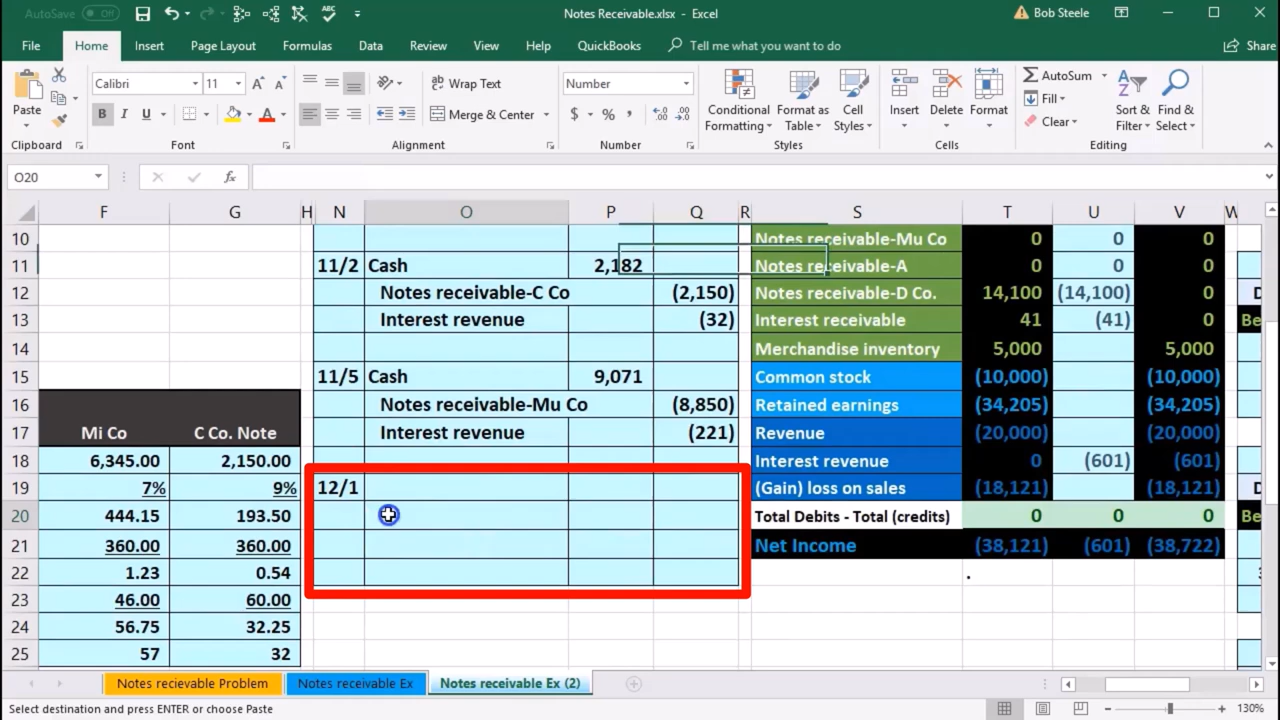 AutoSave Off Notes Receivable.xlsx - Excel Bob Steele
File Home Insert Page Layout Formulas Data Review View Help QuickBooks Tell me what you want to do Share
Calibri 11 Wrap Text Number AutoSum
Paste B I U Merge & Center $ % Conditional Formatting Format as Table Cell Styles Insert Delete Format Fill Clear Sort & Filter Find & Select
Clipboard Font Alignment Number Styles Cells Editing
O20 fx
F G H N O P Q R S T U V W
10 Notes receivable-Mu Co 0 0 0
11 11/2 Cash 2,182 Notes receivable-A 0 0 0
12 Notes receivable-C Co (2,150) Notes receivable-D Co. 14,100 (14,100) 0 D
13 Interest revenue (32) Interest receivable 41 (41) 0 Be
14 Merchandise inventory 5,000 5,000
15 11/5 Cash 9,071 Common stock (10,000) (10,000)
16 Notes receivable-Mu Co (8,850) Retained earnings (34,205) (34,205)
17 Mi Co C Co. Note Interest revenue (221) Revenue (20,000) (20,000)
18 6,345.00 2,150.00 Interest revenue 0 (601) (601)
19 7% 9% 12/1 (Gain) loss on sales (18,121) (18,121) D
20 444.15 193.50 Total Debits - Total (credits) 0 0 0 Be
21 360.00 360.00 Net Income (38,121) (601) (38,722)
22 1.23 0.54 .
23 46.00 60.00
24 56.75 32.25
25 57 32
Notes recievable Problem Notes receivable Ex Notes receivable Ex (2)
Select destination and press ENTER or choose Paste 130%